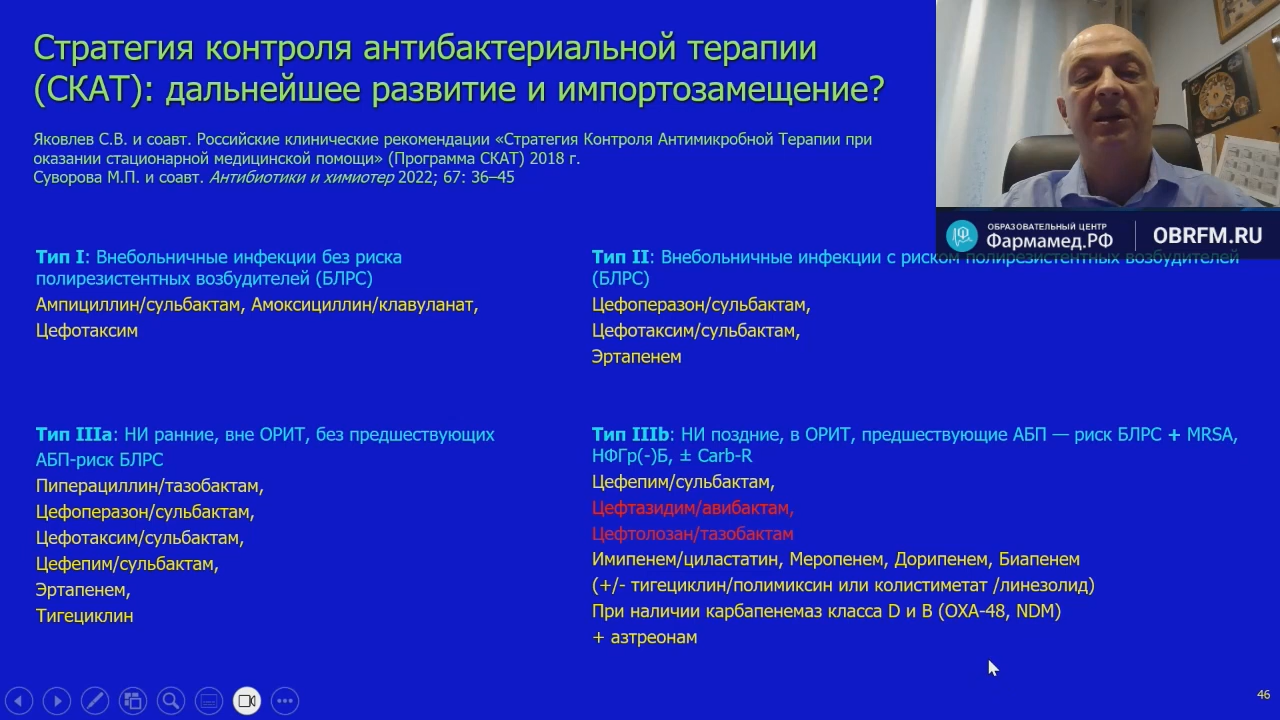 Стратегия контроля антибактериальной терапии
(СКАТ): дальнейшее развитие и импортозамещение?
Яковлев С.В. и соавт. Российские клинические рекомендации «Стратегия Контроля Антимикробной Терапии при
оказании стационарной медицинской помощи» (Программа СКАТ) 2018 г.
Суворова М.П. и соавт. Антибиотики и химиотер 2022; 67: 36–45
ОБРАЗОВАТЕЛЬНЫЙ ЦЕНТР
Фармамед.РФ
OBRFM.RU
Тип I: Внебольничные инфекции без риска
полирезистентных возбудителей (БЛРС)
Ампициллин/сульбактам, Амоксициллин/клавуланат,
Цефотаксим
Тип II: Внебольничные инфекции с риском полирезистентных возбудителей
(БЛРС)
Цефоперазон/сульбактам,
Цефотаксим/сульбактам,
Эртапенем
Тип IIIa: НИ ранние, вне ОРИТ, без предшествующих
АБП-риск БЛРС
Пиперациллин/тазобактам,
Цефоперазон/сульбактам,
Цефотаксим/сульбактам,
Цефепим/сульбактам,
Эртапенем,
Тигециклин
Тип IIIb: НИ поздние, в ОРИТ, предшествующие АБП — риск БЛРС + MRSA,
НФГр(-)Б, ± Carb-R
Цефепим/сульбактам,
Цефтазидим/авибактам,
Цефтолозан/тазобактам
Имипенем/циластатин, Меропенем, Дорипенем, Биапенем
(+/- тигециклин/полимиксин или колистиметат /линезолид)
При наличии карбапенемаз класса D и B (OXA-48, NDM)
+ азтреонам
46